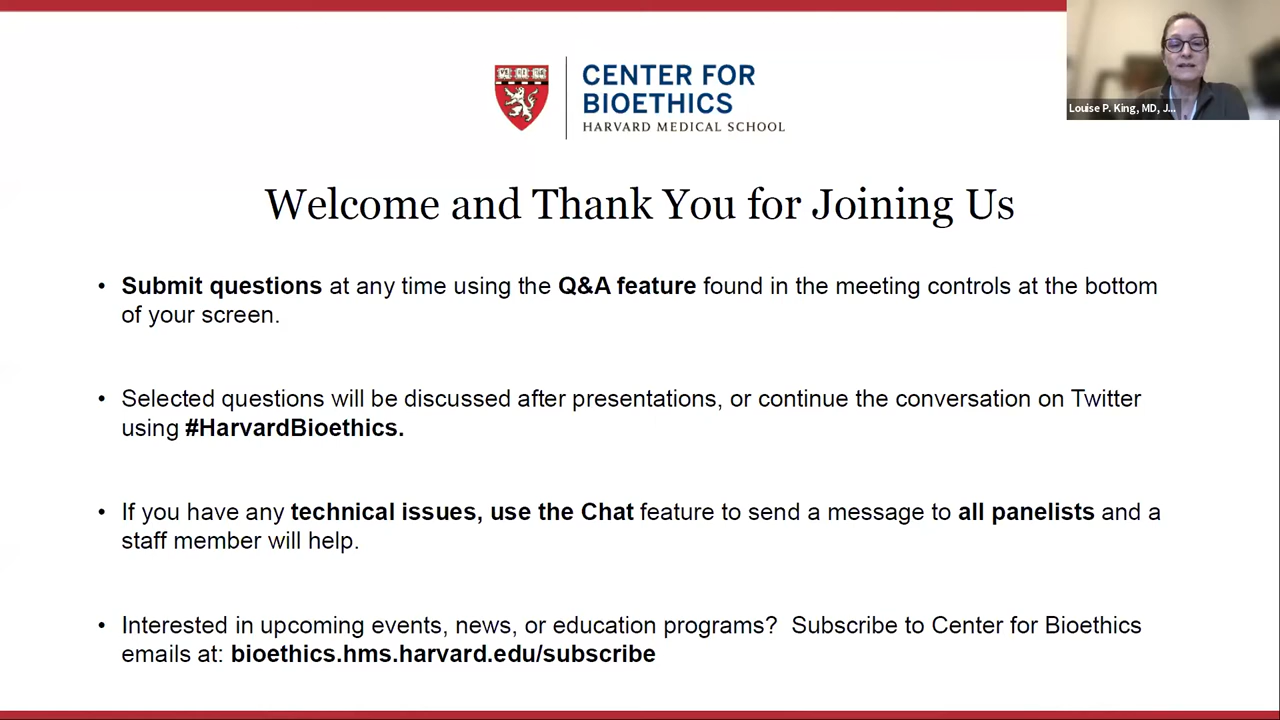 Louise P. King, MD, J...
CENTER FOR
BIOETHICS
HARVARD MEDICAL SCHOOL
Welcome and Thank You for Joining Us
• Submit questions at any time using the Q&A feature found in the meeting controls at the bottom
of your screen.
• Selected questions will be discussed after presentations, or continue the conversation on Twitter
using #HarvardBioethics.
• If you have any technical issues, use the Chat feature to send a message to all panelists and a
staff member will help.
• Interested in upcoming events, news, or education programs?  Subscribe to Center for Bioethics
emails at: bioethics.hms.harvard.edu/subscribe